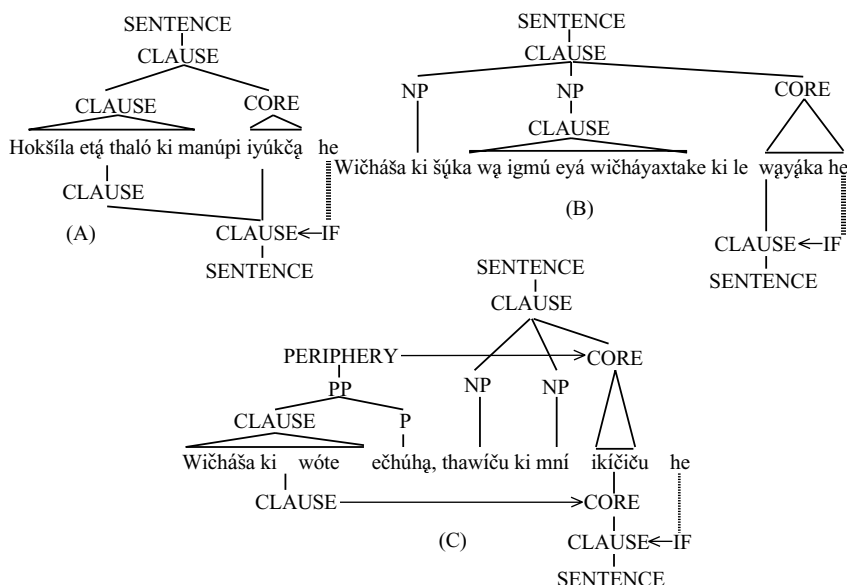 SENTENCE
CLAUSE
CLAUSE CORE
Hokšíla etą́ thaló ki manúpi iyúkčą he
CLAUSE
(A)
CLAUSE IF
SENTENCE
SENTENCE
CLAUSE
NP NP CORE
CLAUSE
Wičháša ki šų́ka wą igmú eyá wičháyaxtake ki le wąyą́ka he
(B)
CLAUSE IF
SENTENCE
SENTENCE
CLAUSE
PERIPHERY CORE
PP NP NP
CLAUSE P
Wičháša ki wóte ečhúhą, thawíču ki mní ikíčiču he
CLAUSE CORE
(C) CLAUSE IF
SENTENCE